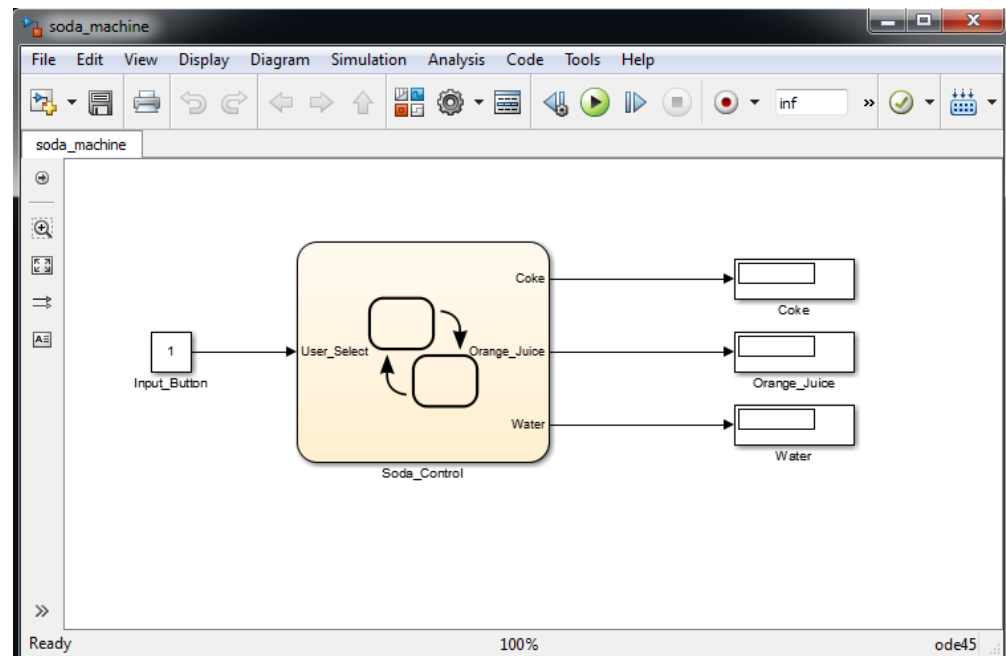 soda_machine
File Edit View Display Diagram Simulation Analysis Code Tools Help
inf
soda_machine
Coke
Coke
1
User_Select
Orange_Juice
Input_Button
Orange_Juice
Water
Water
Soda_Control
Ready 100% ode45